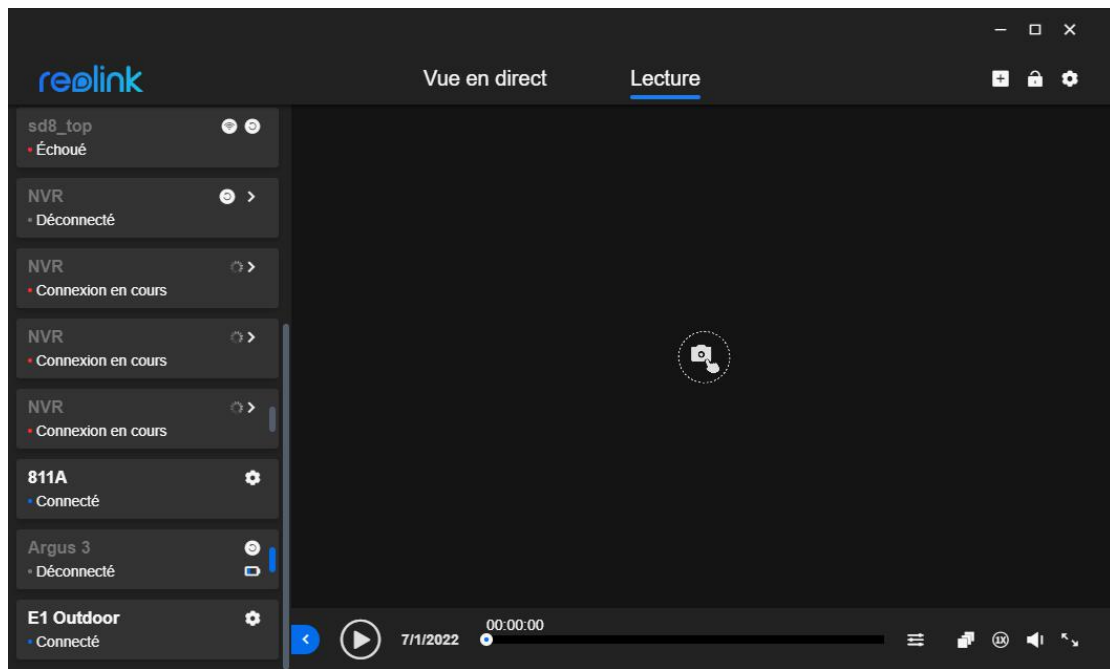 reolink
Vue en direct
Lecture
sd8_top
Échoué
NVR
Déconnecté
NVR
Connexion en cours
NVR
Connexion en cours
NVR
Connexion en cours
811A
Connecté
Argus 3
Déconnecté
E1 Outdoor
Connecté
00:00:00
7/1/2022
1X